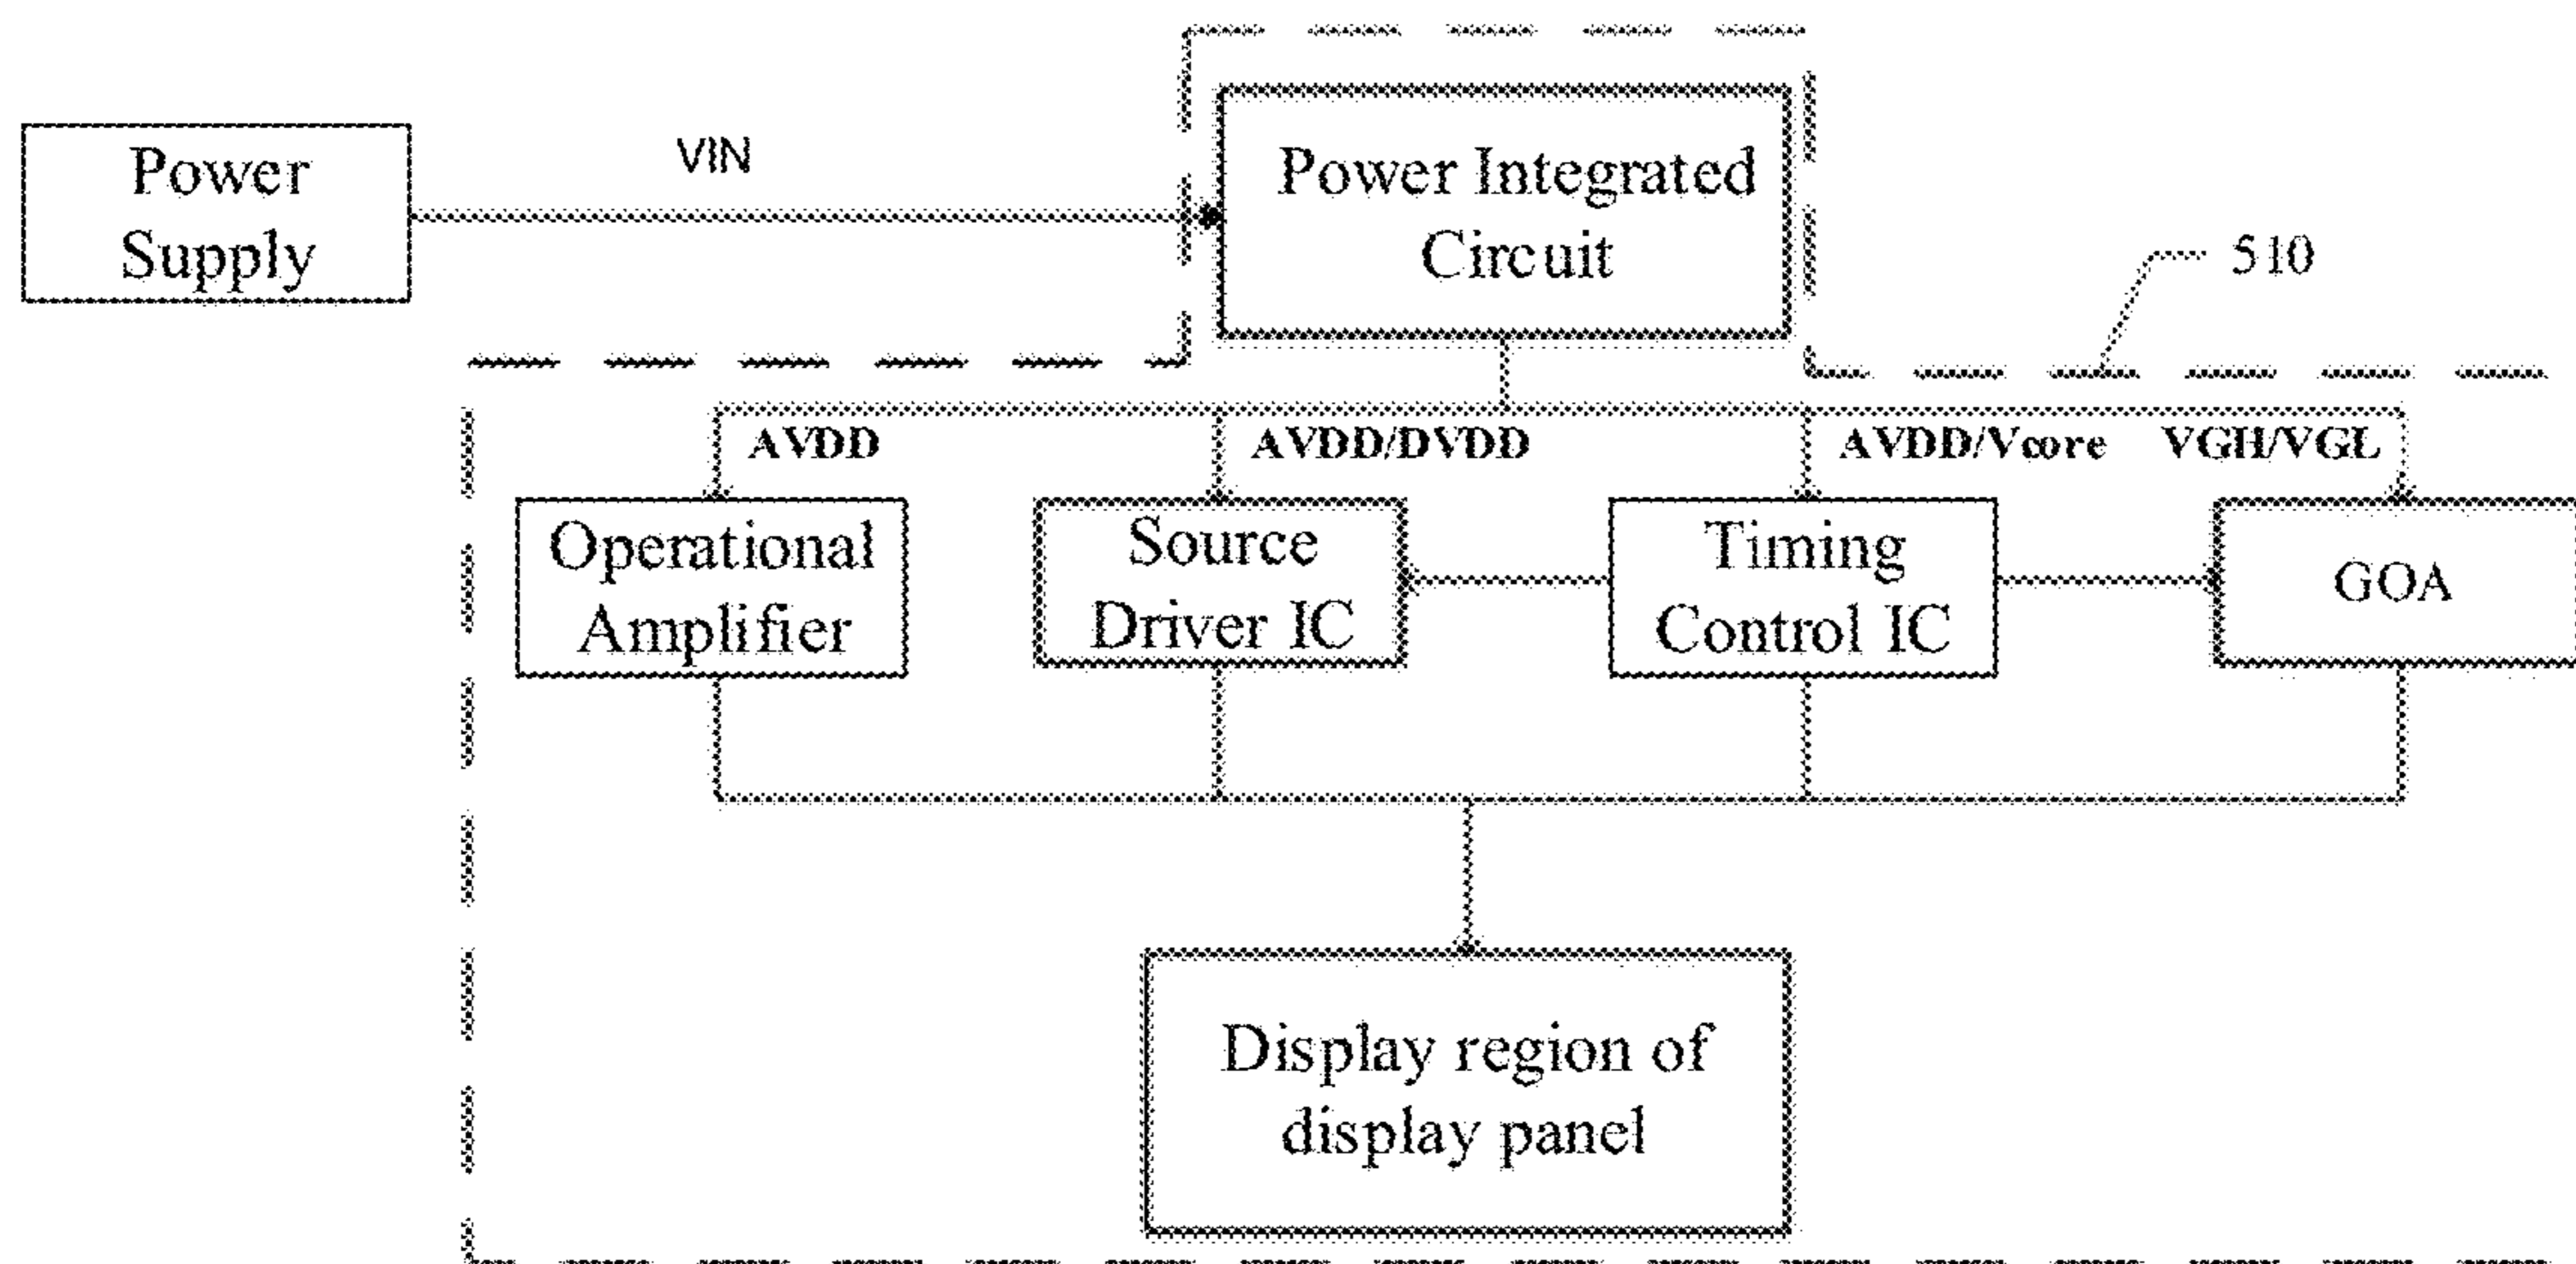 VIN
Power
Supply
Power Integrated
Circuit
510
AVDD
AVDD/DVDD
AVDD/Vcore
VGH/VGL
Operational
Amplifier
Source
Driver IC
Timing
Control IC
GOA
Display region of
display panel